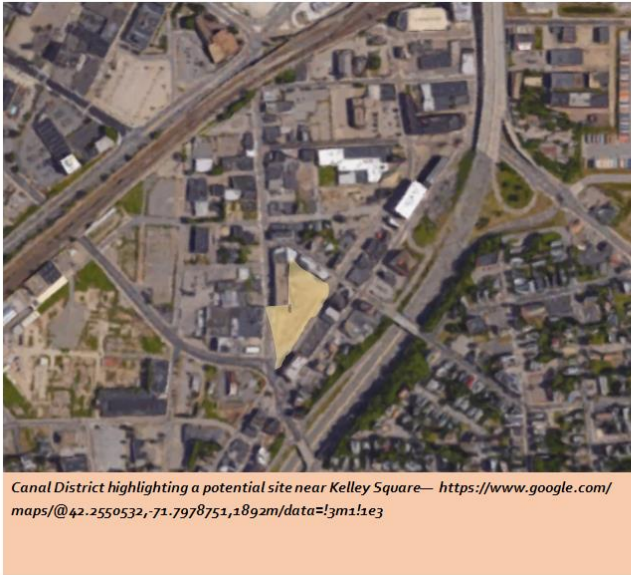 Canal District highlighting a potential site near Kelley Square— https://www.google.com/
maps/@42.2550532,-71.7978751,1892m/data=!3m1!1e3